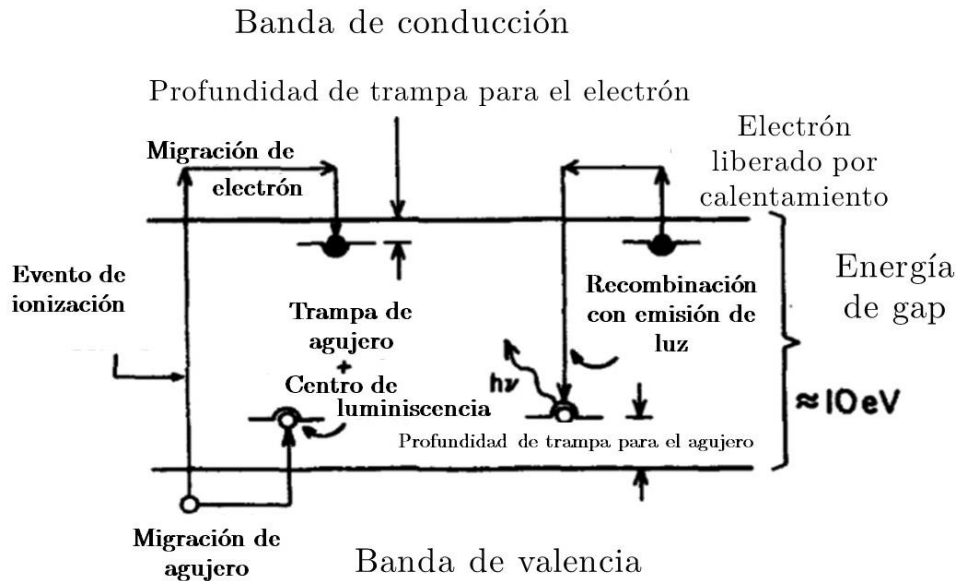 Banda de conducción
Profundidad de trampa para el electrón
Migración de
electrón
Electrón
liberado por
calentamiento
Evento de
ionización
Trampa de
agujero
+
Centro de
luminiscencia
Recombinación
con emisión de
luz
hν
Energía
de gap
≈10eV
Profundidad de trampa para el agujero
Migración de
agujero
Banda de valencia